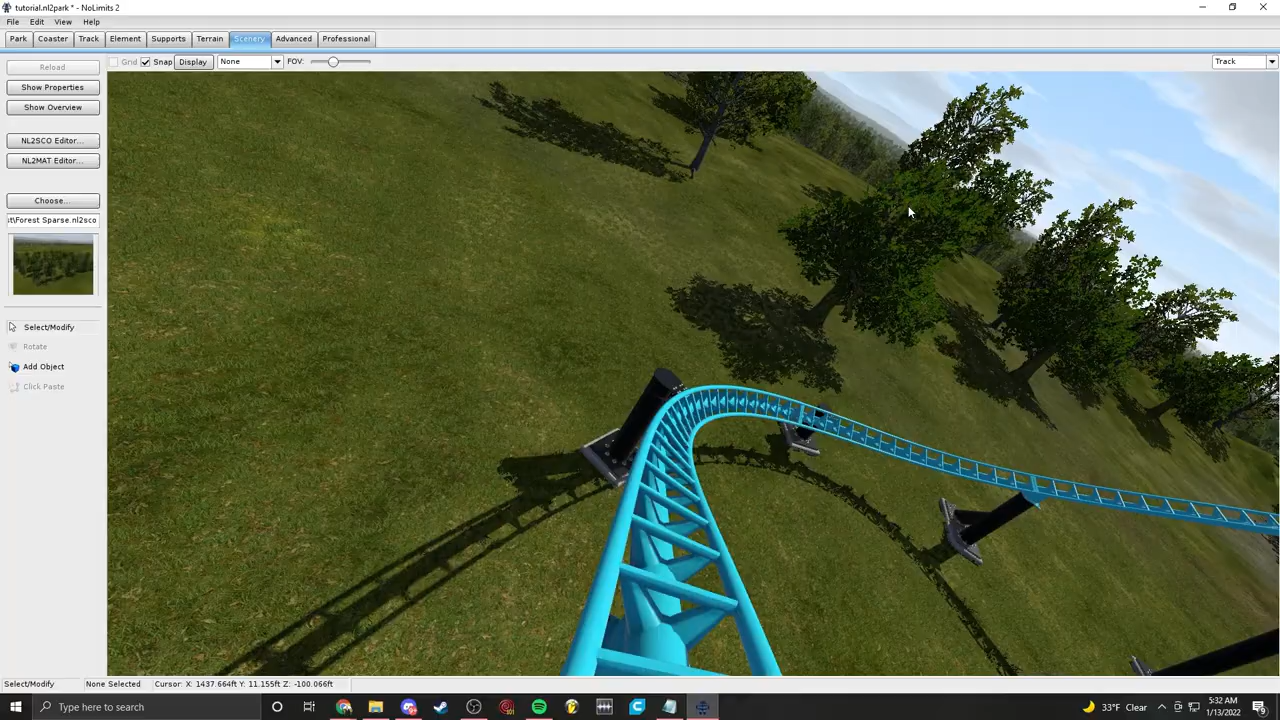 tutorial.nl2park * - NoLimits 2
File Edit View Help
Park Coaster Track Element Supports Terrain Scenery Advanced Professional
Reload Grid Snap Display None FOV: Track
Show Properties
Show Overview
NL2SCO Editor...
NL2MAT Editor...
Choose...
st\Forest Sparse.nl2sco
Select/Modify
Rotate
Add Object
Click Paste
Select/Modify None Selected Cursor: X: 1437.664ft Y: 11.155ft Z: -100.066ft
Type here to search
33°F Clear
5:32 AM
1/13/2022